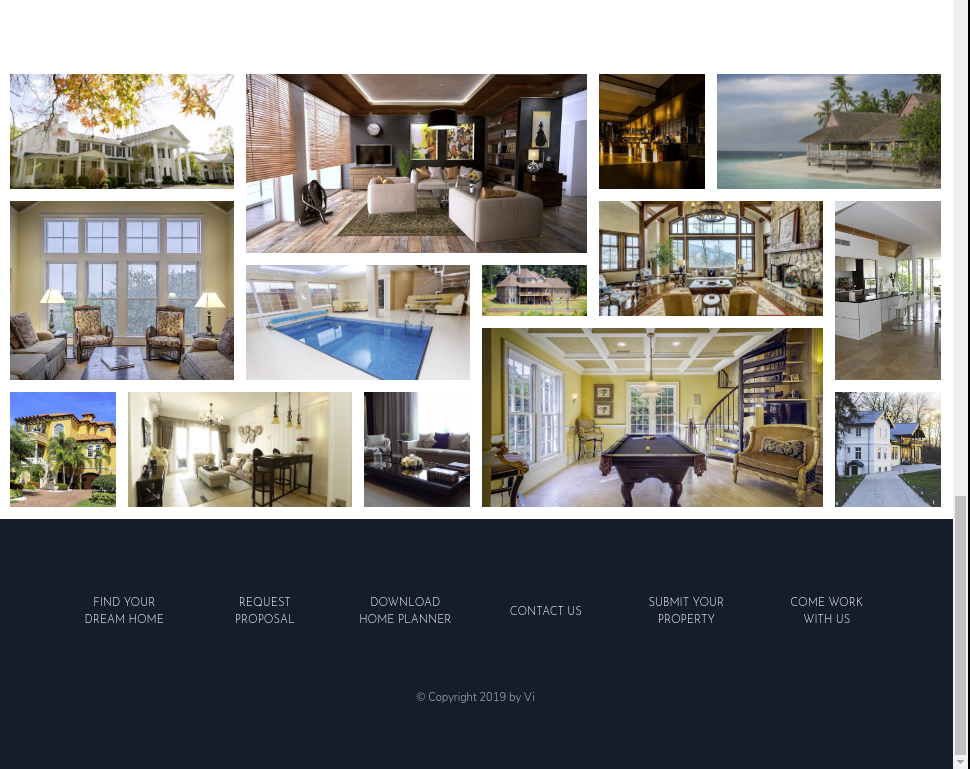 FIND YOUR
DREAM HOME
REQUEST
PROPOSAL
DOWNLOAD
HOME PLANNER
CONTACT US
SUBMIT YOUR
PROPERTY
COME WORK
WITH US
© Copyright 2019 by Vi